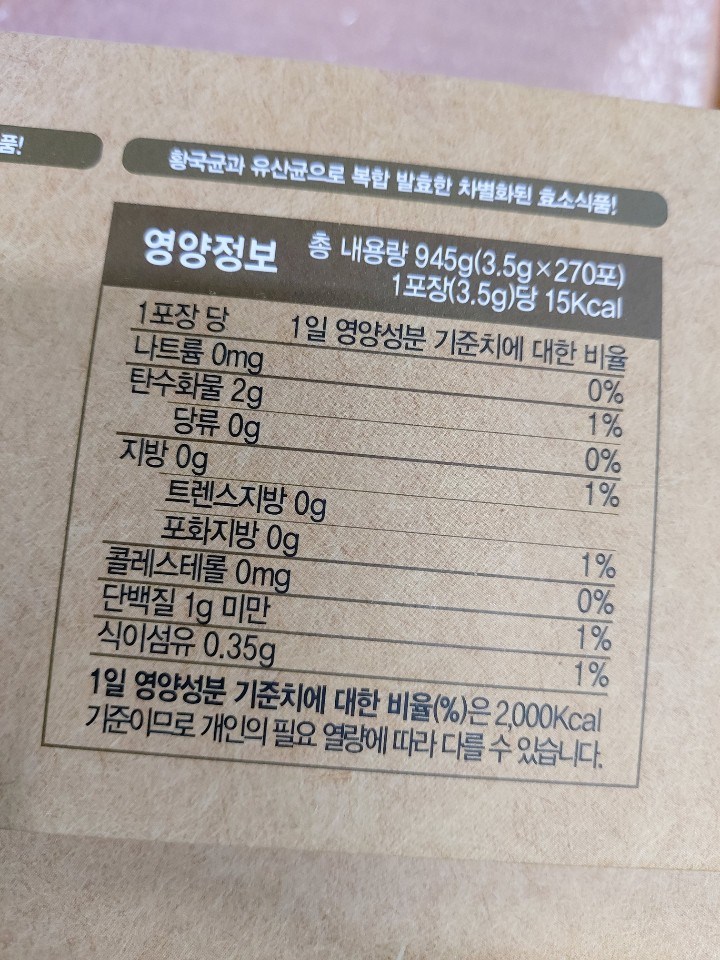 품!
황국균과 유산균으로 복합 발효한 차별화된 효소식품!
영양정보
총 내용량 945g(3.5g×270포)
1포장(3.5g)당 15Kcal
1포장 당 1일 영양성분 기준치에 대한 비율
나트륨 0mg 0%
탄수화물 2g 1%
당류 0g 0%
지방 0g 1%
트렌스지방 0g
포화지방 0g 1%
콜레스테롤 0mg 0%
단백질 1g 미만 1%
식이섬유 0.35g 1%
1일 영양성분 기준치에 대한 비율(%)은 2,000Kcal
기준이므로 개인의 필요 열량에 따라 다를 수 있습니다.